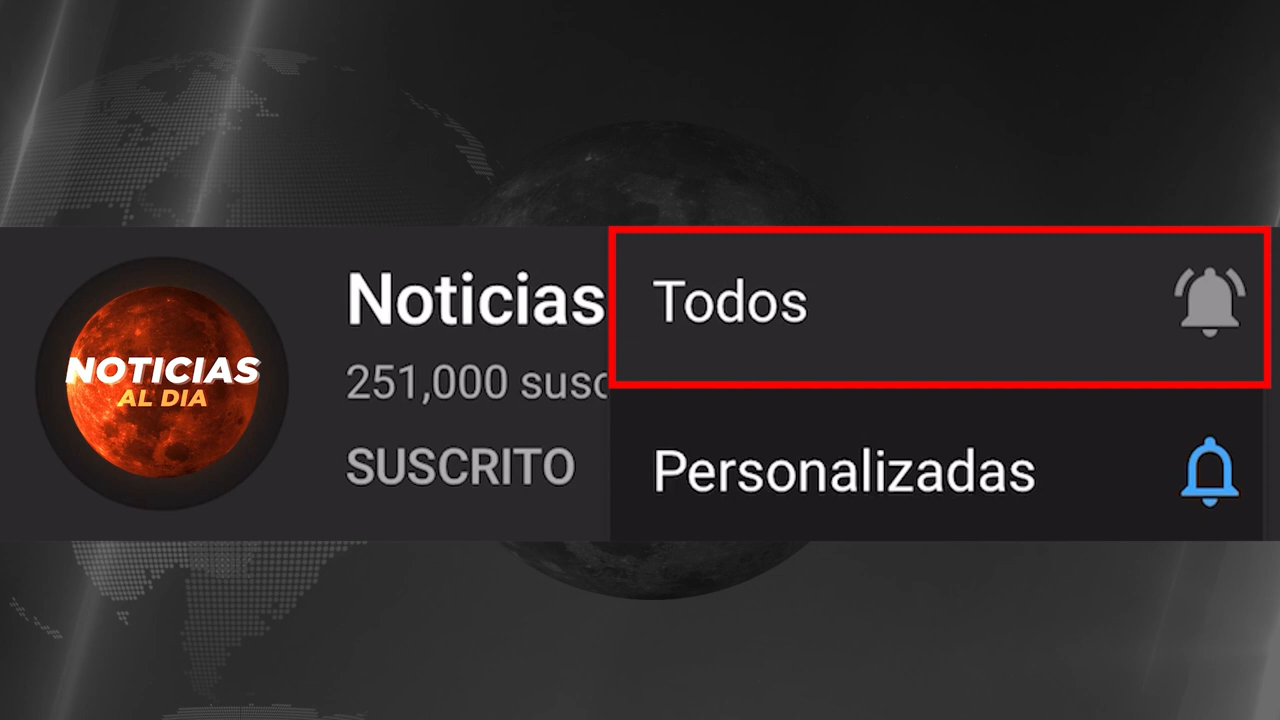 NOTICIAS
AL DIA
Noticias
251,000 susc
SUSCRITO
Todos
Personalizadas